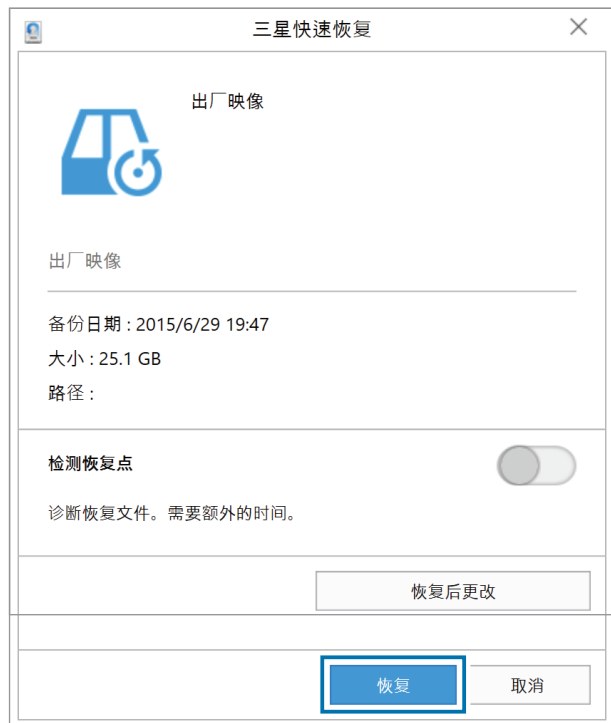 三星快速恢复
出厂映像
出厂映像
备份日期 : 2015/6/29 19:47
大小 : 25.1 GB
路径 :
检测恢复点
诊断恢复文件。需要额外的时间。
恢复后更改
恢复
取消